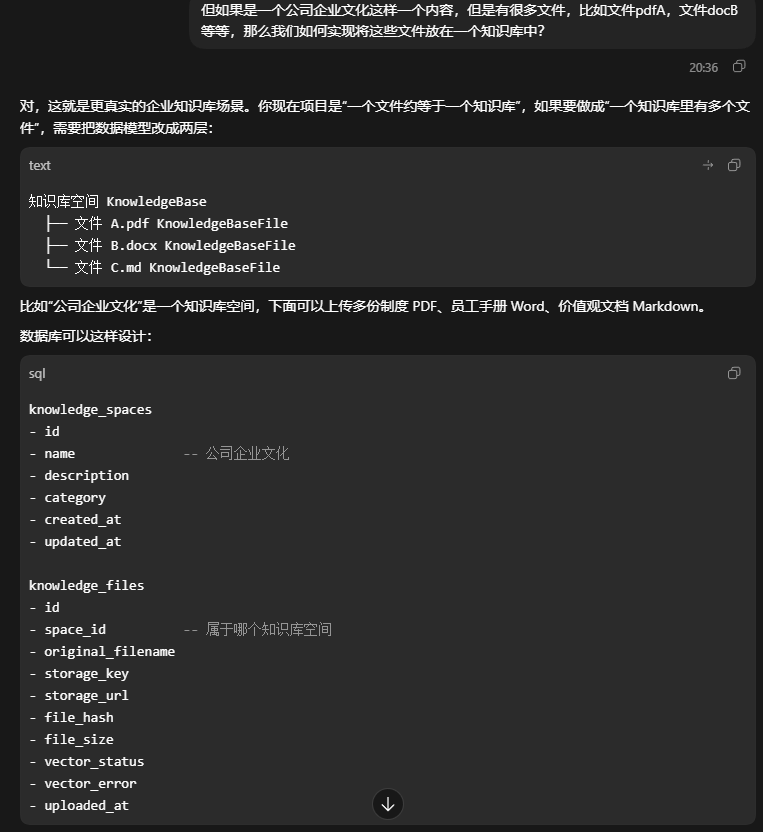 但如果是一个公司企业文化这样一个内容，但是有很多文件，比如文件pdfA，文件docB
等等，那么我们如何实现将这些文件放在一个知识库中？
20:36
对，这就是更真实的企业知识库场景。你现在项目是“一个文件约等于一个知识库”，如果要做成“一个知识库里有多个文
件”，需要把数据模型改成两层：
text
知识库空间 KnowledgeBase
├── 文件 A.pdf KnowledgeBaseFile
├── 文件 B.docx KnowledgeBaseFile
└── 文件 C.md KnowledgeBaseFile
比如“公司企业文化”是一个知识库空间，下面可以上传多份制度 PDF、员工手册 Word、价值观文档 Markdown。
数据库可以这样设计：
sql
knowledge_spaces
- id
- name -- 公司企业文化
- description
- category
- created_at
- updated_at
knowledge_files
- id
- space_id -- 属于哪个知识库空间
- original_filename
- storage_key
- storage_url
- file_hash
- file_size
- vector_status
- vector_error
- uploaded_at